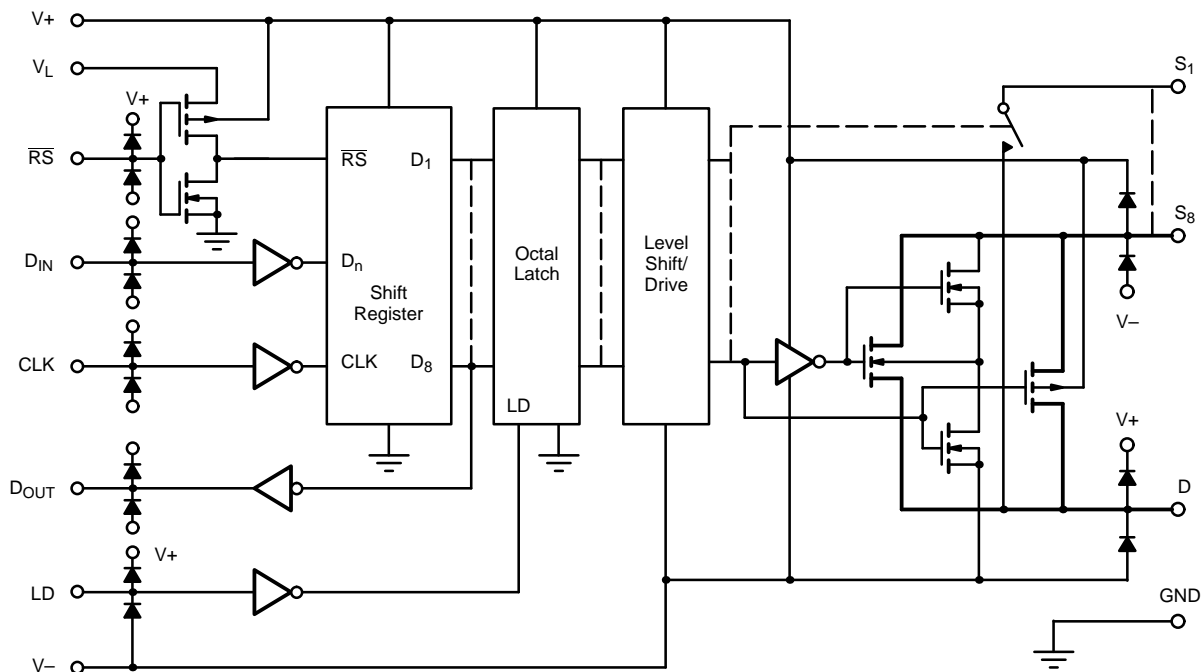 V+
VL
V+
RS
DIN
CLK
DOUT
V+
LD
V–
RS
D1
Dn
Shift
Register
CLK
D8
Octal
Latch
LD
Level
Shift/
Drive
S1
S8
V–
V+
D
GND